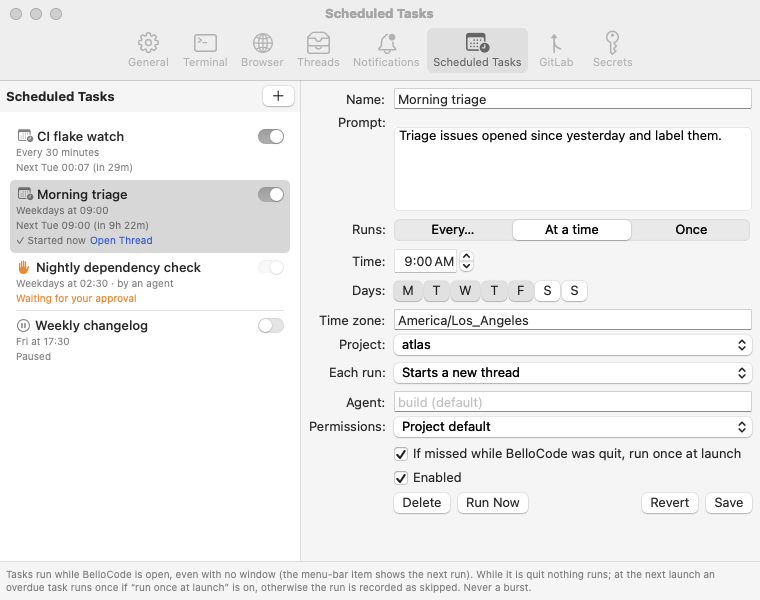 Scheduled Tasks
General
Terminal
Browser
Threads
Notifications
Scheduled Tasks
GitLab
Secrets
Scheduled Tasks
+
CI flake watch
Every 30 minutes
Next Tue 00:07 (in 29m)
Morning triage
Weekdays at 09:00
Next Tue 09:00 (in 9h 22m)
✓ Started now Open Thread
Nightly dependency check
Weekdays at 02:30 · by an agent
Waiting for your approval
Weekly changelog
Fri at 17:30
Paused
Name: Morning triage
Prompt:
Triage issues opened since yesterday and label them.
Runs: Every... At a time Once
Time: 9:00 AM
Days: M T W T F S S
Time zone: America/Los_Angeles
Project: atlas
Each run: Starts a new thread
Agent: build (default)
Permissions: Project default
If missed while BelloCode was quit, run once at launch
Enabled
Delete Run Now Revert Save
Tasks run while BelloCode is open, even with no window (the menu-bar item shows the next run). While it is quit nothing runs; at the next launch an
overdue task runs once if “run once at launch” is on, otherwise the run is recorded as skipped. Never a burst.